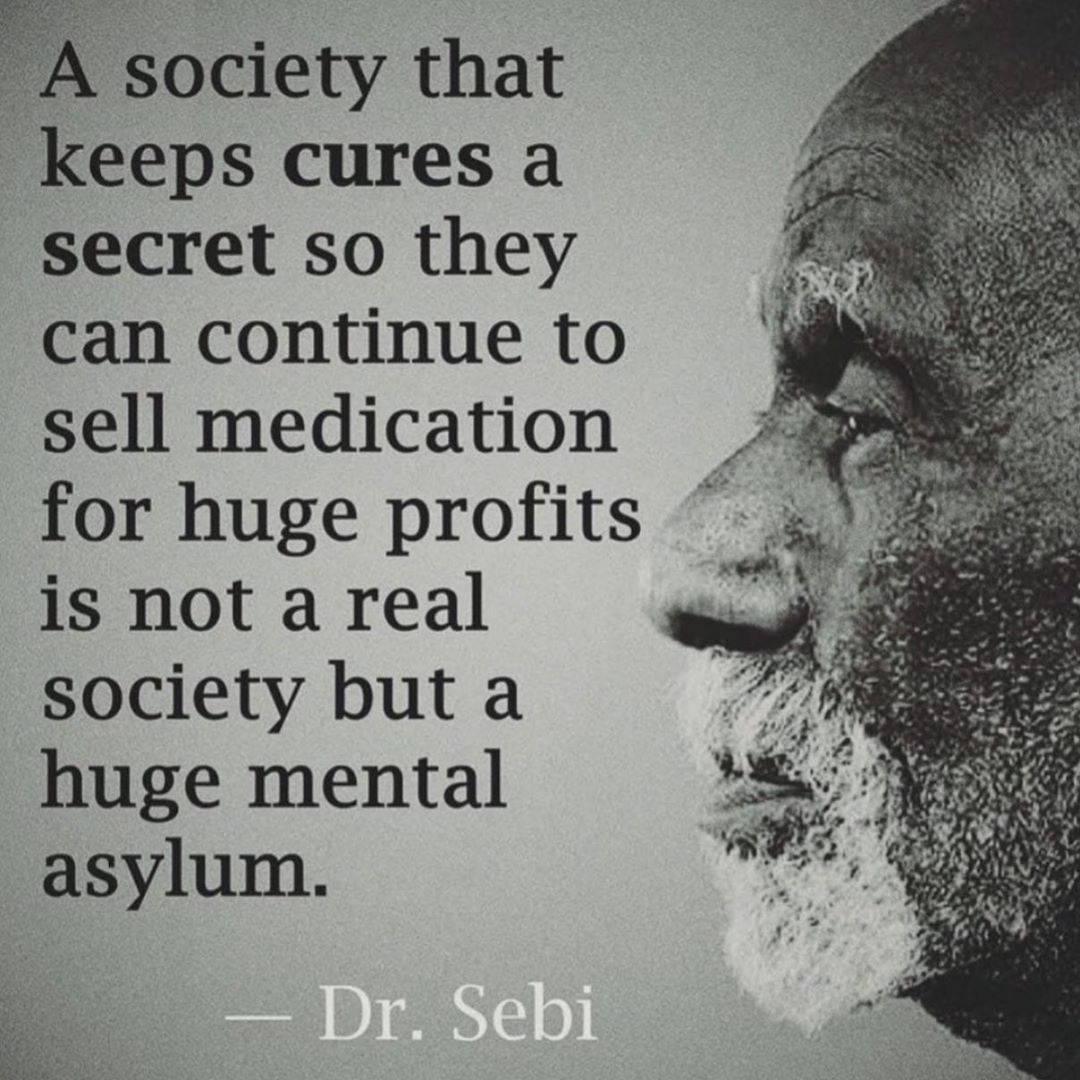 A society that
keeps cures a
secret so they
can continue to
sell medication
for huge profits
is not a real
society but a
huge mental
asylum.
— Dr. Sebi